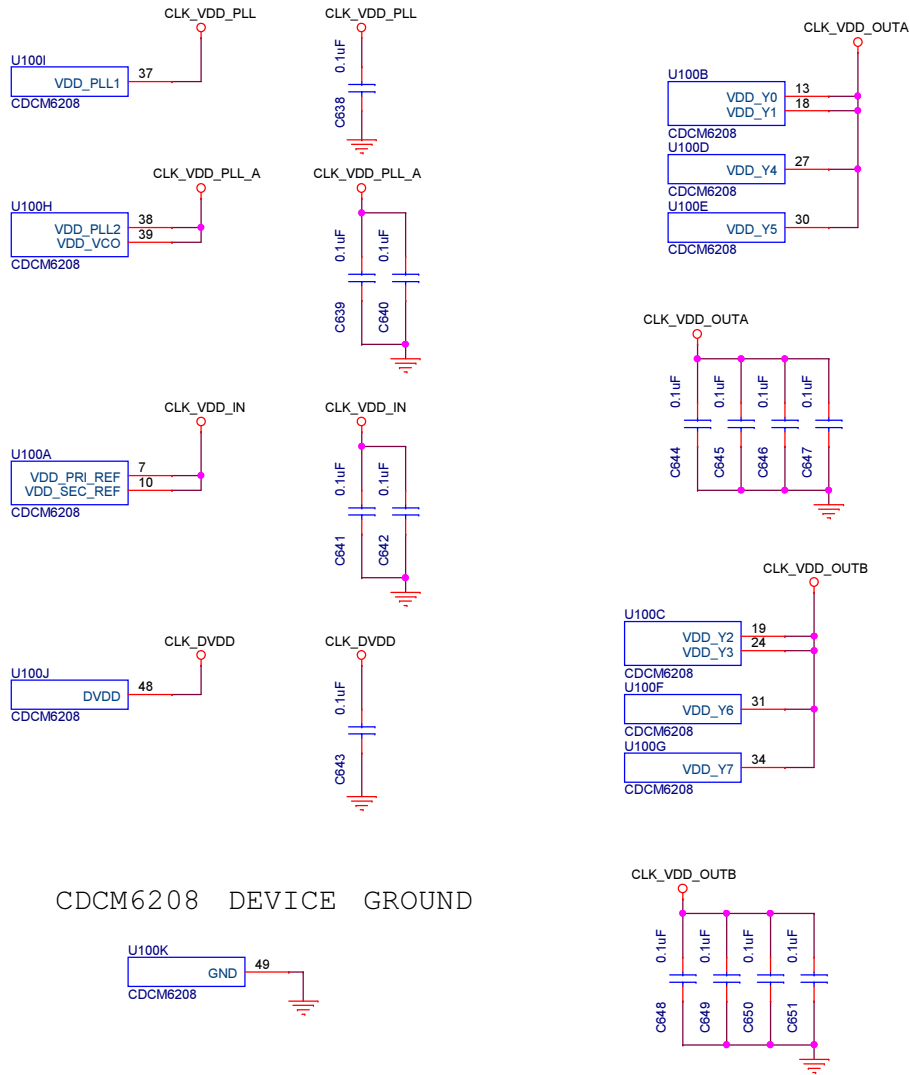 CLK_VDD_PLL
U100I
VDD_PLL1
37
CDCM6208
CLK_VDD_PLL
0.1uF
C638
CLK_VDD_PLL_A
U100H
VDD_PLL2
38
VDD_VCO
39
CDCM6208
CLK_VDD_PLL_A
0.1uF
0.1uF
C639
C640
CLK_VDD_IN
U100A
VDD_PRI_REF
7
VDD_SEC_REF
10
CDCM6208
CLK_VDD_IN
0.1uF
0.1uF
C641
C642
CLK_DVDD
U100J
DVDD
48
CDCM6208
CLK_DVDD
0.1uF
C643
CDCM6208 DEVICE GROUND
U100K
GND
49
CDCM6208
CLK_VDD_OUTA
U100B
VDD_Y0
13
VDD_Y1
18
CDCM6208
U100D
VDD_Y4
27
CDCM6208
U100E
VDD_Y5
30
CDCM6208
CLK_VDD_OUTA
0.1uF
0.1uF
0.1uF
0.1uF
C644
C645
C646
C647
CLK_VDD_OUTB
U100C
VDD_Y2
19
VDD_Y3
24
CDCM6208
U100F
VDD_Y6
31
CDCM6208
U100G
VDD_Y7
34
CDCM6208
CLK_VDD_OUTB
0.1uF
0.1uF
0.1uF
0.1uF
C648
C649
C650
C651